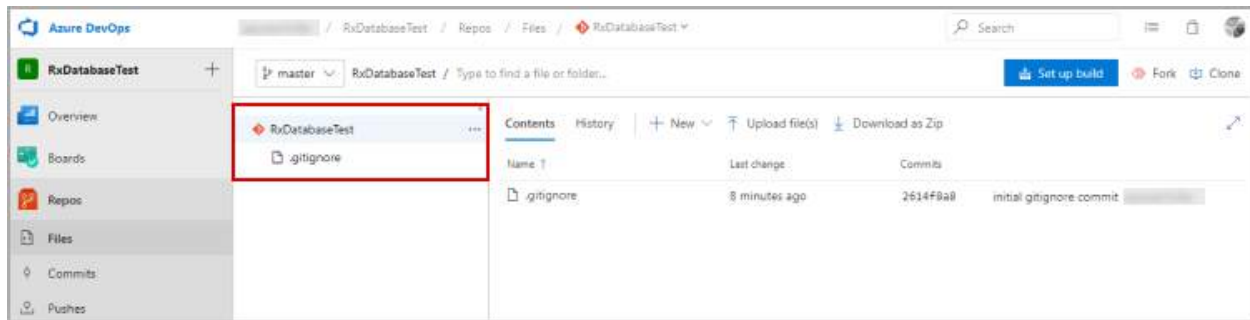 Azure DevOps
/ RxDatabaseTest / Repos / Files / RxDatabaseTest
Search
RxDatabaseTest
master
RxDatabaseTest / Type to find a file or folder...
Set up build
Fork
Clone
Overview
Boards
Repos
Files
Commits
Pushes
RxDatabaseTest
.gitignore
Contents
History
New
Upload file(s)
Download as Zip
Name ↑
Last change
Commits
.gitignore
8 minutes ago
2614f8a8
initial gitignore commit